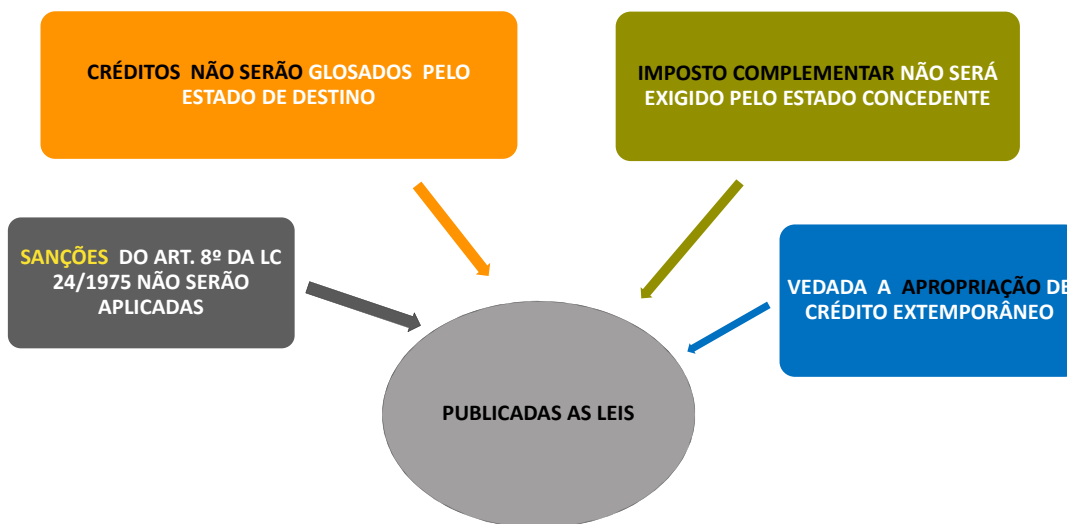 CRÉDITOS NÃO SERÃO GLOSADOS PELO
ESTADO DE DESTINO
IMPOSTO COMPLEMENTAR NÃO SERÁ
EXIGIDO PELO ESTADO CONCEDENTE
SANÇÕES DO ART. 8º DA LC
24/1975 NÃO SERÃO
APLICADAS
VEDADA A APROPRIAÇÃO DE
CRÉDITO EXTEMPORÂNEO
PUBLICADAS AS LEIS